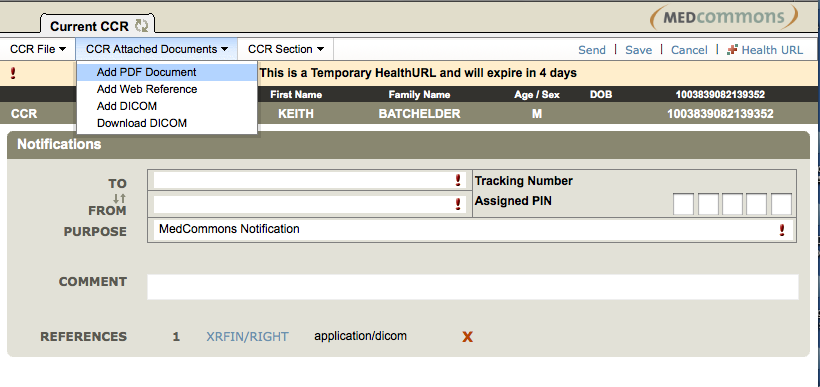 Current CCR
MEDcommons
CCR File CCR Attached Documents CCR Section Send | Save | Cancel | Health URL
Add PDF Document
Add Web Reference
Add DICOM
Download DICOM
! This is a Temporary HealthURL and will expire in 4 days
First Name Family Name Age / Sex DOB 1003839082139352
CCR KEITH BATCHELDER M 1003839082139352
Notifications
TO ! Tracking Number
FROM ! Assigned PIN
PURPOSE MedCommons Notification !
COMMENT
REFERENCES 1 XRFIN/RIGHT application/dicom X